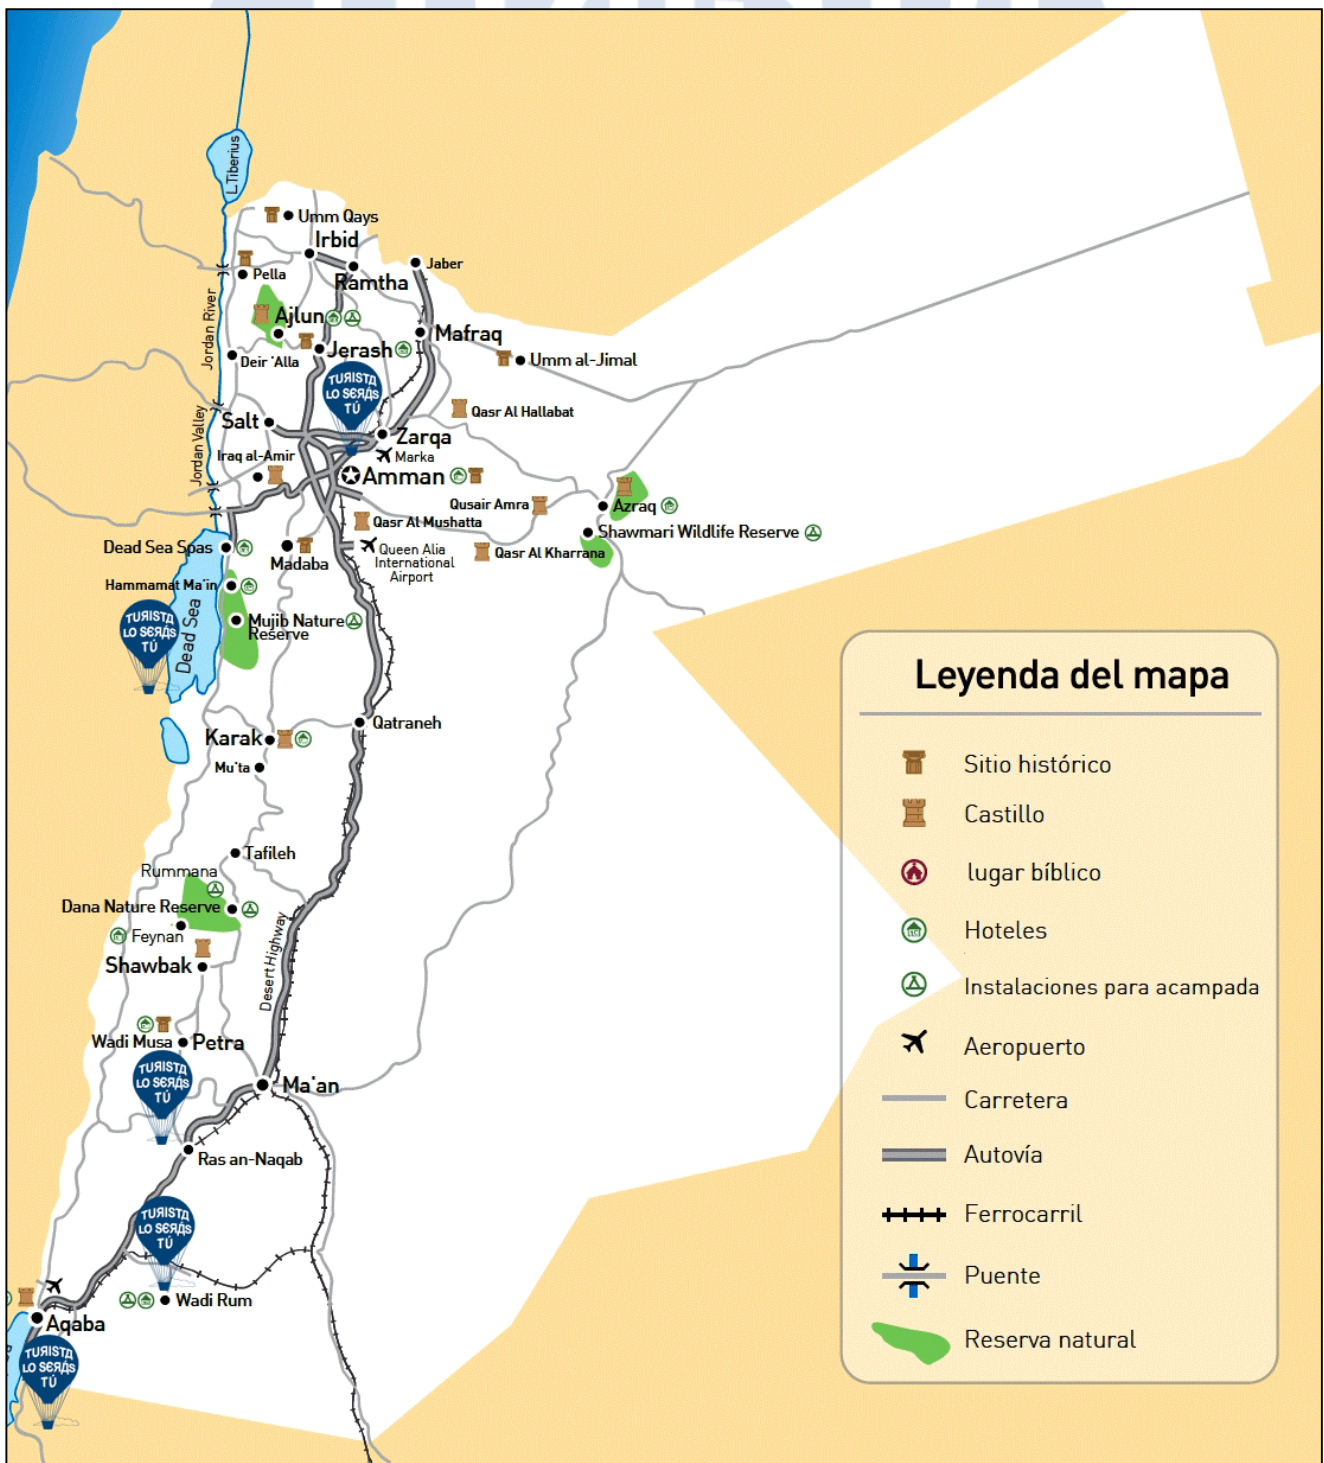 L.Tiberius
Umm Qays
Irbid
Jaber
Pella
Ramtha
Jordan River
Ajlun
Mafraq
Jerash
Deir 'Alla
Umm al-Jimal
TURISTA
LO SERÁS
TÚ
Qasr Al Hallabat
Jordan Valley
Salt
Zarqa
Iraq al-Amir
Marka
Amman
Qusair Amra
Azraq
Qasr Al Mushatta
Shawmari Wildlife Reserve
Dead Sea Spas
Madaba
Queen Alia
International
Airport
Qasr Al Kharrana
Hammamat Ma'in
Dead Sea
Mujib Nature
Reserve
TURISTA
LO SERÁS
TÚ
Qatraneh
Karak
Mu'ta
Tafileh
Rummana
Dana Nature Reserve
Feynan
Desert Highway
Shawbak
Wadi Musa
Petra
TURISTA
LO SERÁS
TÚ
Ma'an
Ras an-Naqab
TURISTA
LO SERÁS
TÚ
Wadi Rum
Aqaba
TURISTA
LO SERÁS
TÚ
Leyenda del mapa
Sitio histórico
Castillo
lugar bíblico
Hoteles
Instalaciones para acampada
Aeropuerto
Carretera
Autovía
Ferrocarril
Puente
Reserva natural